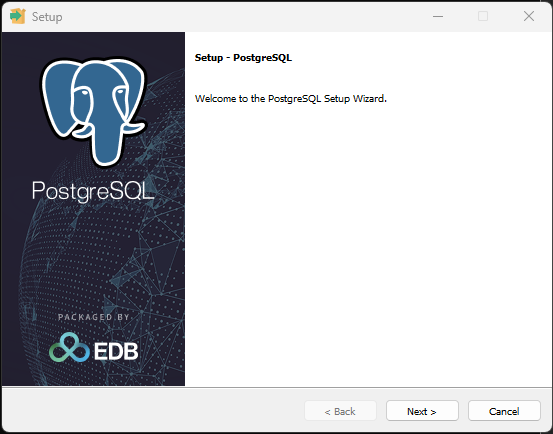 Setup
Setup - PostgreSQL
Welcome to the PostgreSQL Setup Wizard.
PostgreSQL
PACKAGED BY
EDB
< Back
Next >
Cancel